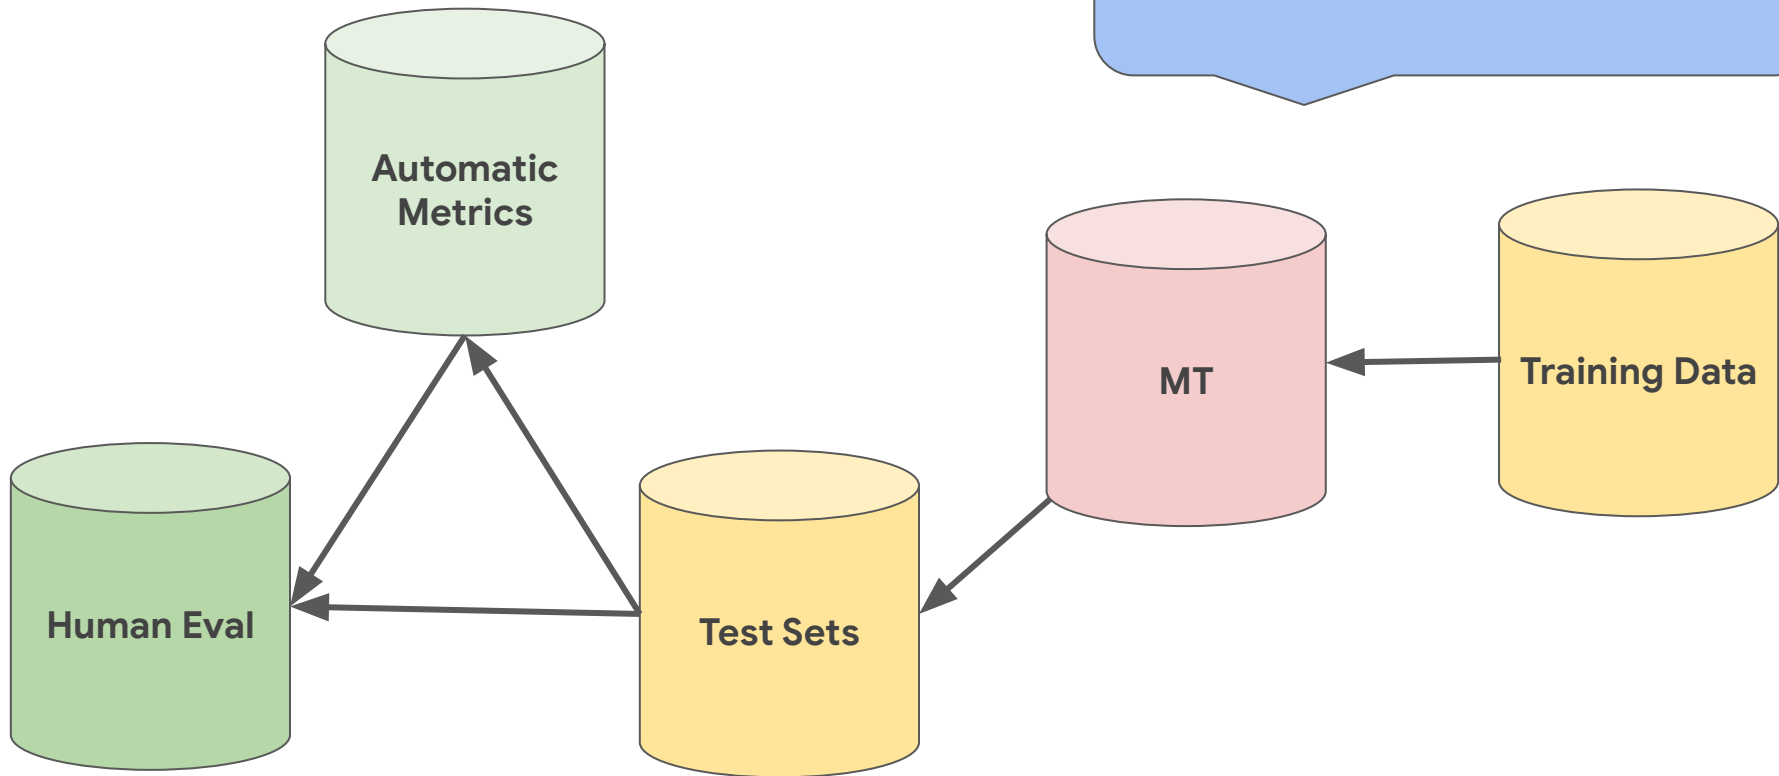 Automatic
Metrics
MT
Training Data
Human Eval
Test Sets